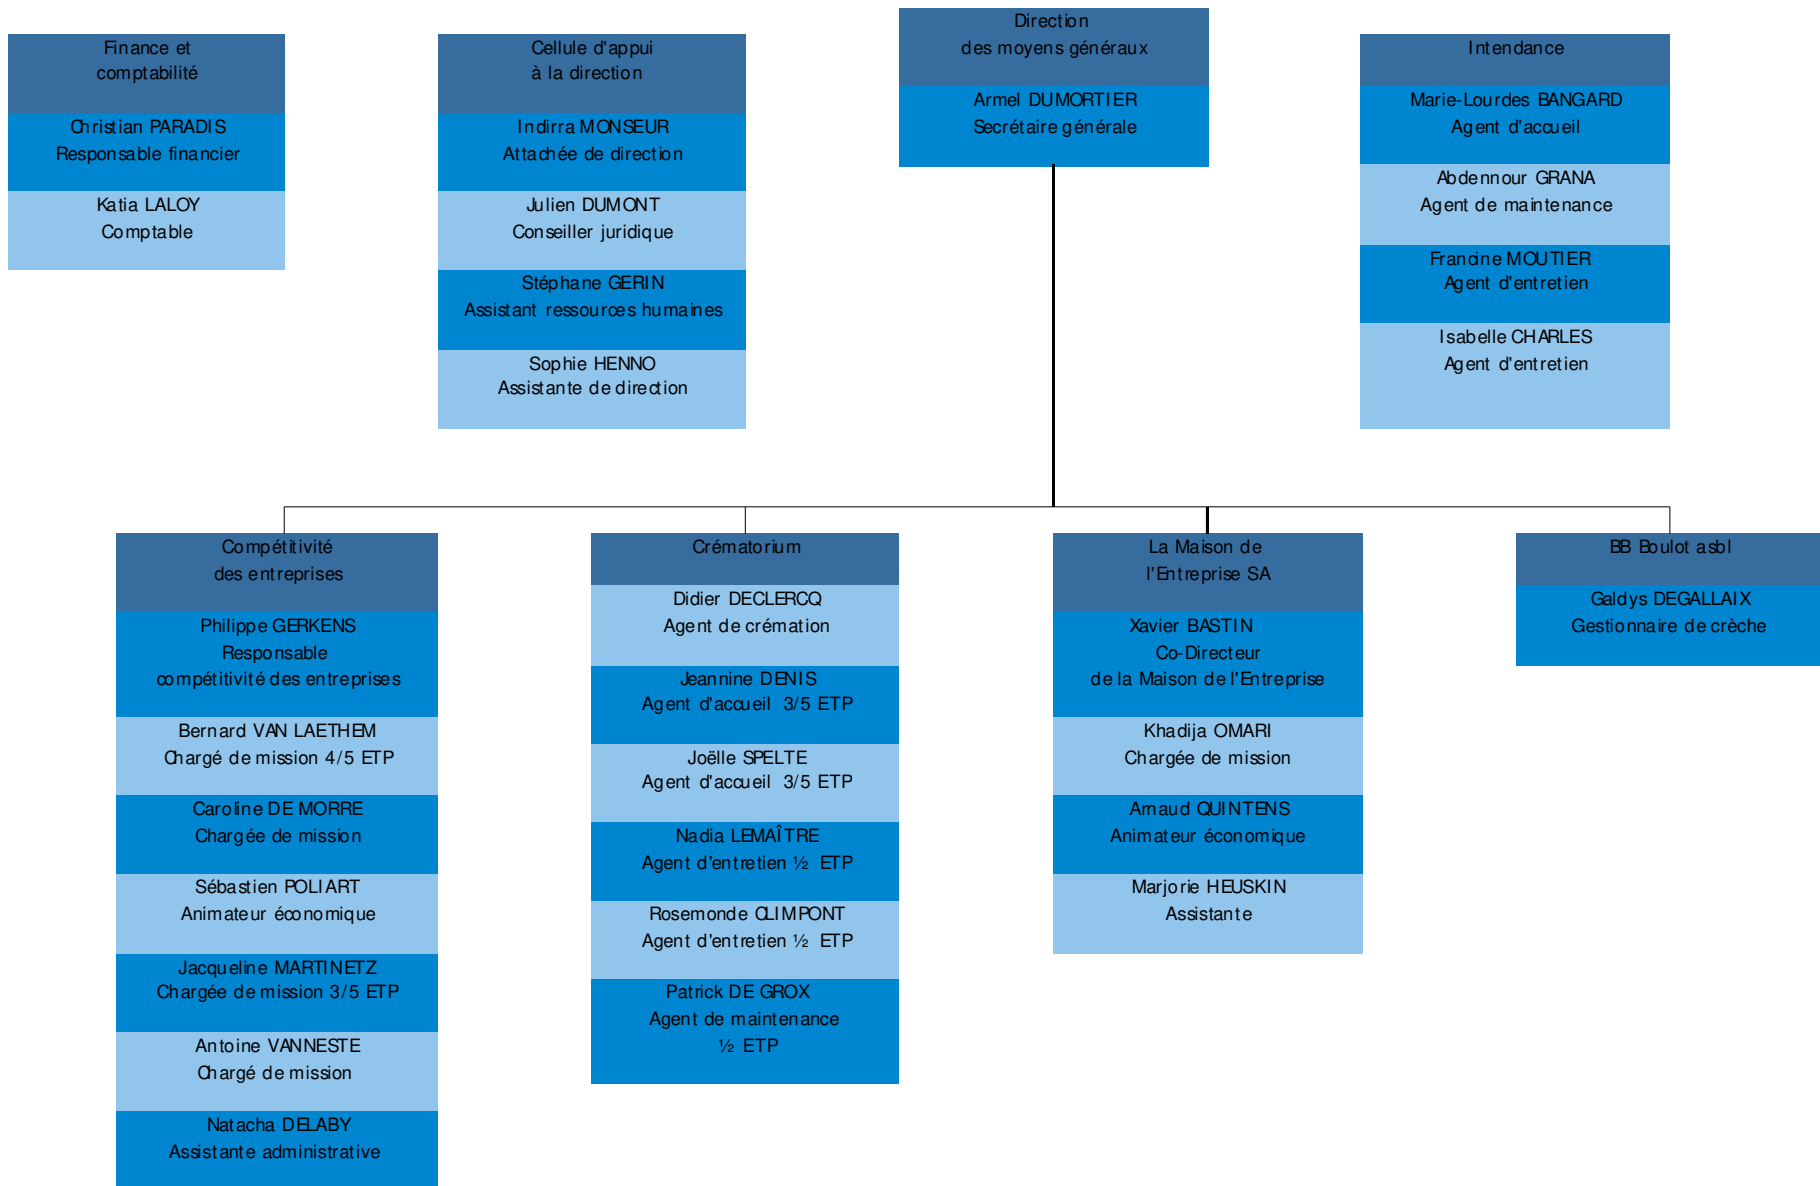 Finance et
comptabilité
Christian PARADIS
Responsable financier
Katia LALOY
Comptable
Cellule d'appui
à la direction
Indirra MONSEUR
Attachée de direction
Julien DUMONT
Conseiller juridique
Stéphane GERIN
Assistant ressources humaines
Sophie HENNO
Assistante de direction
Direction
des moyens généraux
Armel DUMORTIER
Secrétaire générale
Intendance
Marie-Lourdes BANGARD
Agent d'accueil
Abdennour GRANA
Agent de maintenance
Francine MOUTIER
Agent d'entretien
Isabelle CHARLES
Agent d'entretien
Compétitivité
des entreprises
Philippe GERKENS
Responsable
compétitivité des entreprises
Bernard VAN LAETHEM
Chargé de mission 4/5 ETP
Caroline DE MORRE
Chargée de mission
Sébastien POLIART
Animateur économique
Jacqueline MARTINETZ
Chargée de mission 3/5 ETP
Antoine VANNESTE
Chargé de mission
Natacha DELABY
Assistante administrative
Crématorium
Didier DECLERCQ
Agent de crémation
Jeannine DENIS
Agent d'accueil 3/5 ETP
Joëlle SPELTE
Agent d'accueil 3/5 ETP
Nadia LEMAÎTRE
Agent d'entretien ½ ETP
Rosemonde CLIMPONT
Agent d'entretien ½ ETP
Patrick DE GROX
Agent de maintenance
½ ETP
La Maison de
l'Entreprise SA
Xavier BASTIN
Co-Directeur
de la Maison de l'Entreprise
Khadija OMARI
Chargée de mission
Arnaud QUINTENS
Animateur économique
Marjorie HEUSKIN
Assistante
BB Boulot asbl
Galdys DEGALLAIX
Gestionnaire de crèche